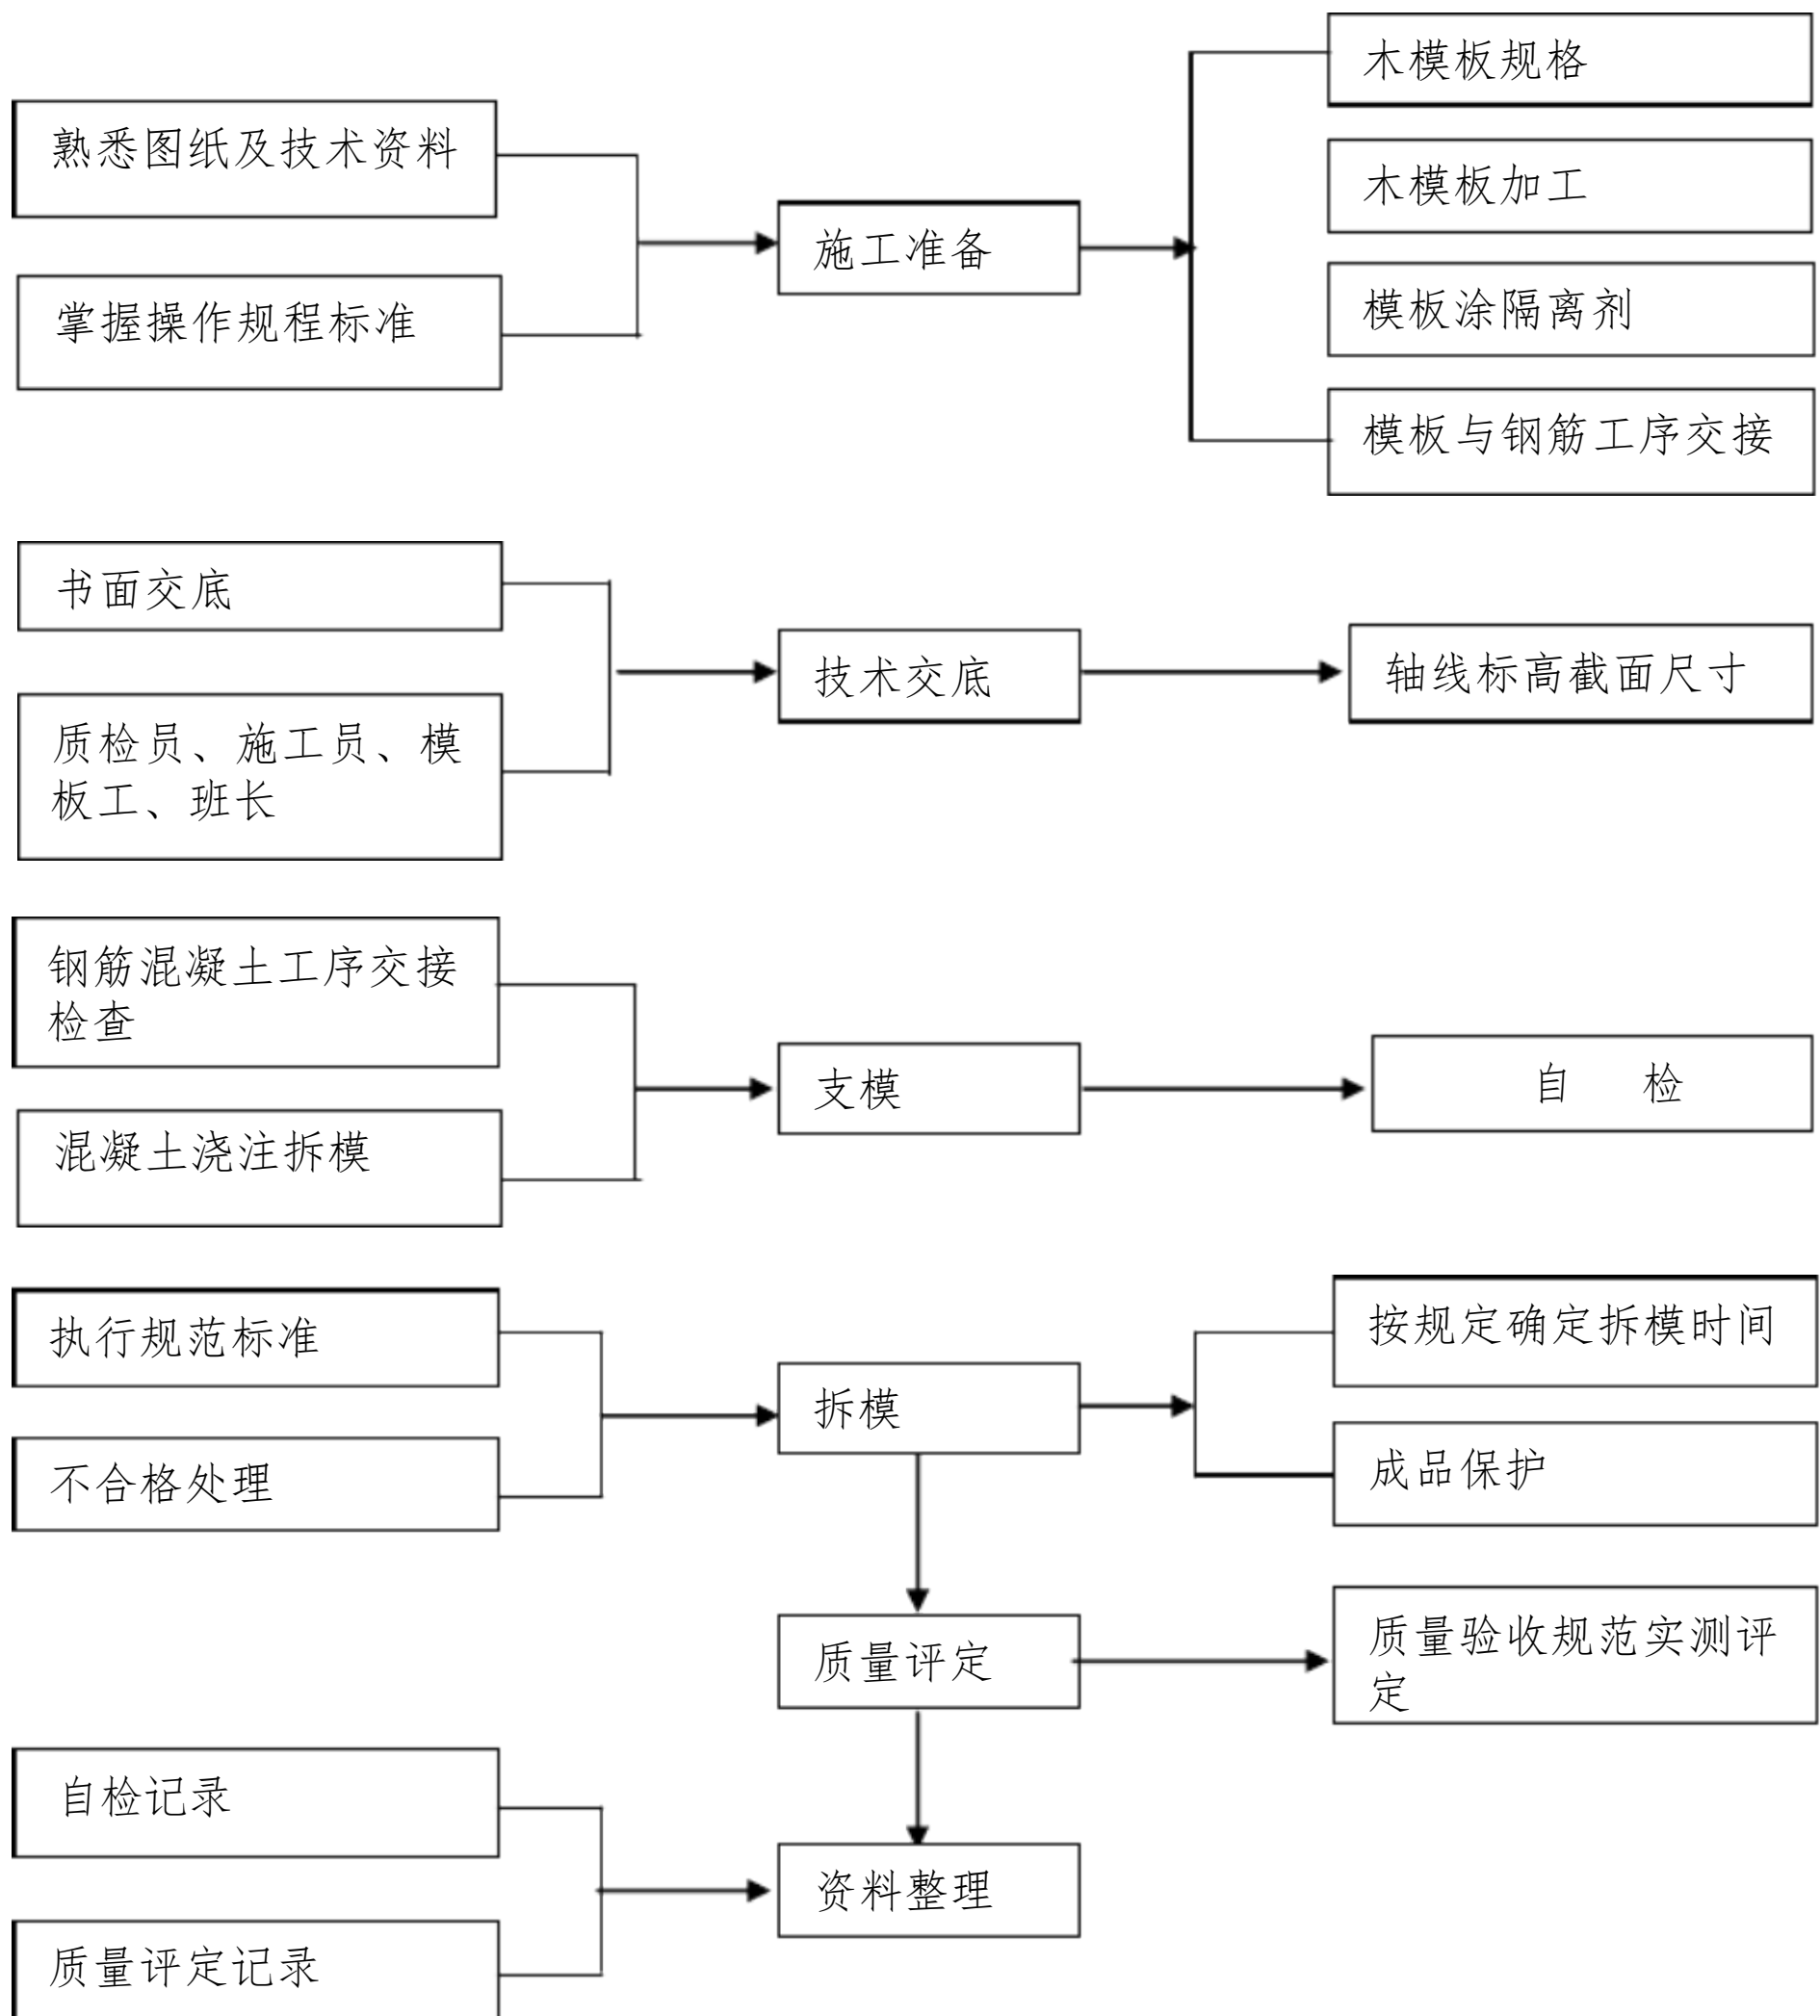 木模板规格
熟悉图纸及技术资料
木模板加工
施工准备
模板涂隔离剂
掌握操作规程标准
模板与钢筋工序交接
书面交底
技术交底
轴线标高截面尺寸
质检员、施工员、模
板工、班长
钢筋混凝土工序交接
检查
支模
自 检
混凝土浇注拆模
执行规范标准
按规定确定拆模时间
拆模
不合格处理
成品保护
质量评定
质量验收规范实测评
定
自检记录
资料整理
质量评定记录